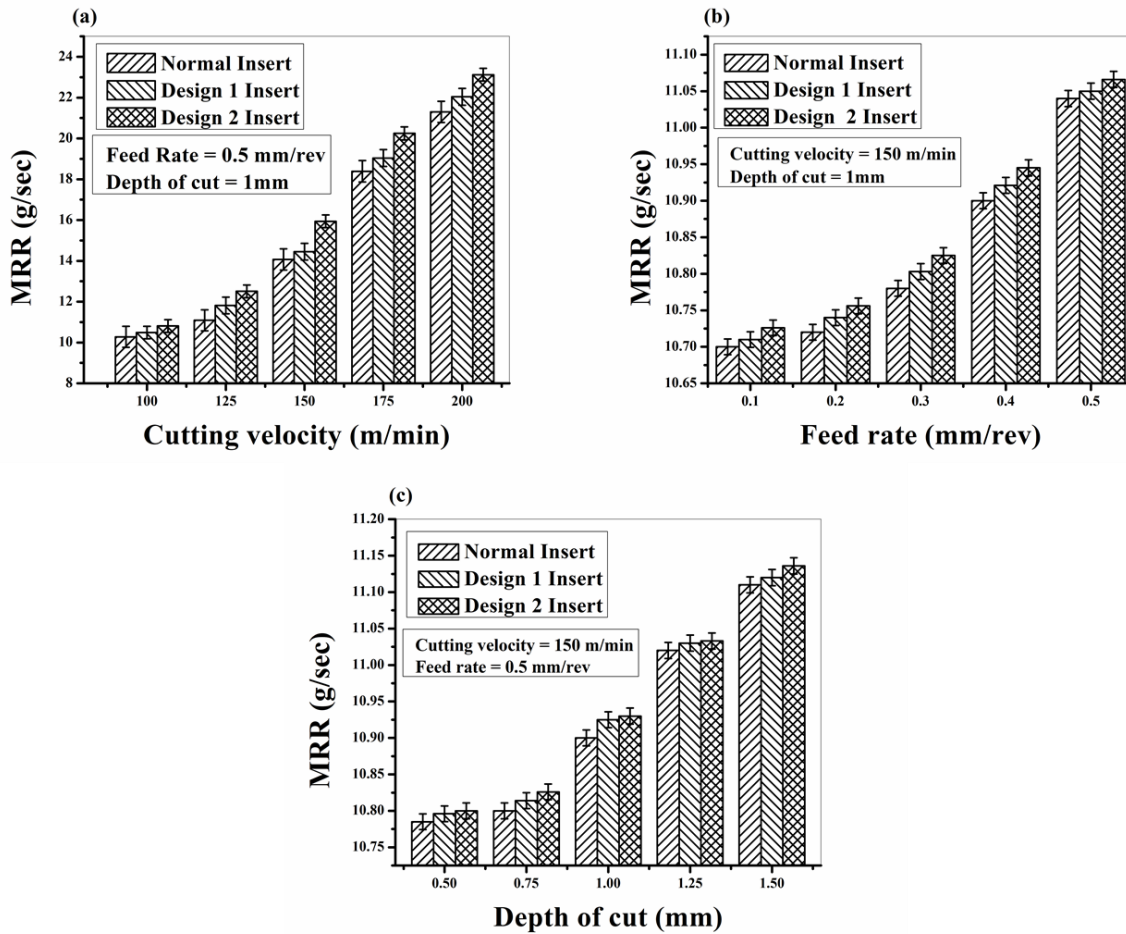 (a)
24
22
20
18
16
14
12
10
8
MRR (g/sec)
Normal Insert
Design 1 Insert
Design 2 Insert
Feed Rate = 0.5 mm/rev
Depth of cut = 1mm
100 125 150 175 200
Cutting velocity (m/min)
(b)
11.10
11.05
11.00
10.95
10.90
10.85
10.80
10.75
10.70
10.65
MRR (g/sec)
Normal Insert
Design 1 Insert
Design 2 Insert
Cutting velocity = 150 m/min
Depth of cut = 1mm
0.1 0.2 0.3 0.4 0.5
Feed rate (mm/rev)
(c)
11.20
11.15
11.10
11.05
11.00
10.95
10.90
10.85
10.80
10.75
MRR (g/sec)
Normal Insert
Design 1 Insert
Design 2 Insert
Cutting velocity = 150 m/min
Feed rate = 0.5 mm/rev
0.50 0.75 1.00 1.25 1.50
Depth of cut (mm)